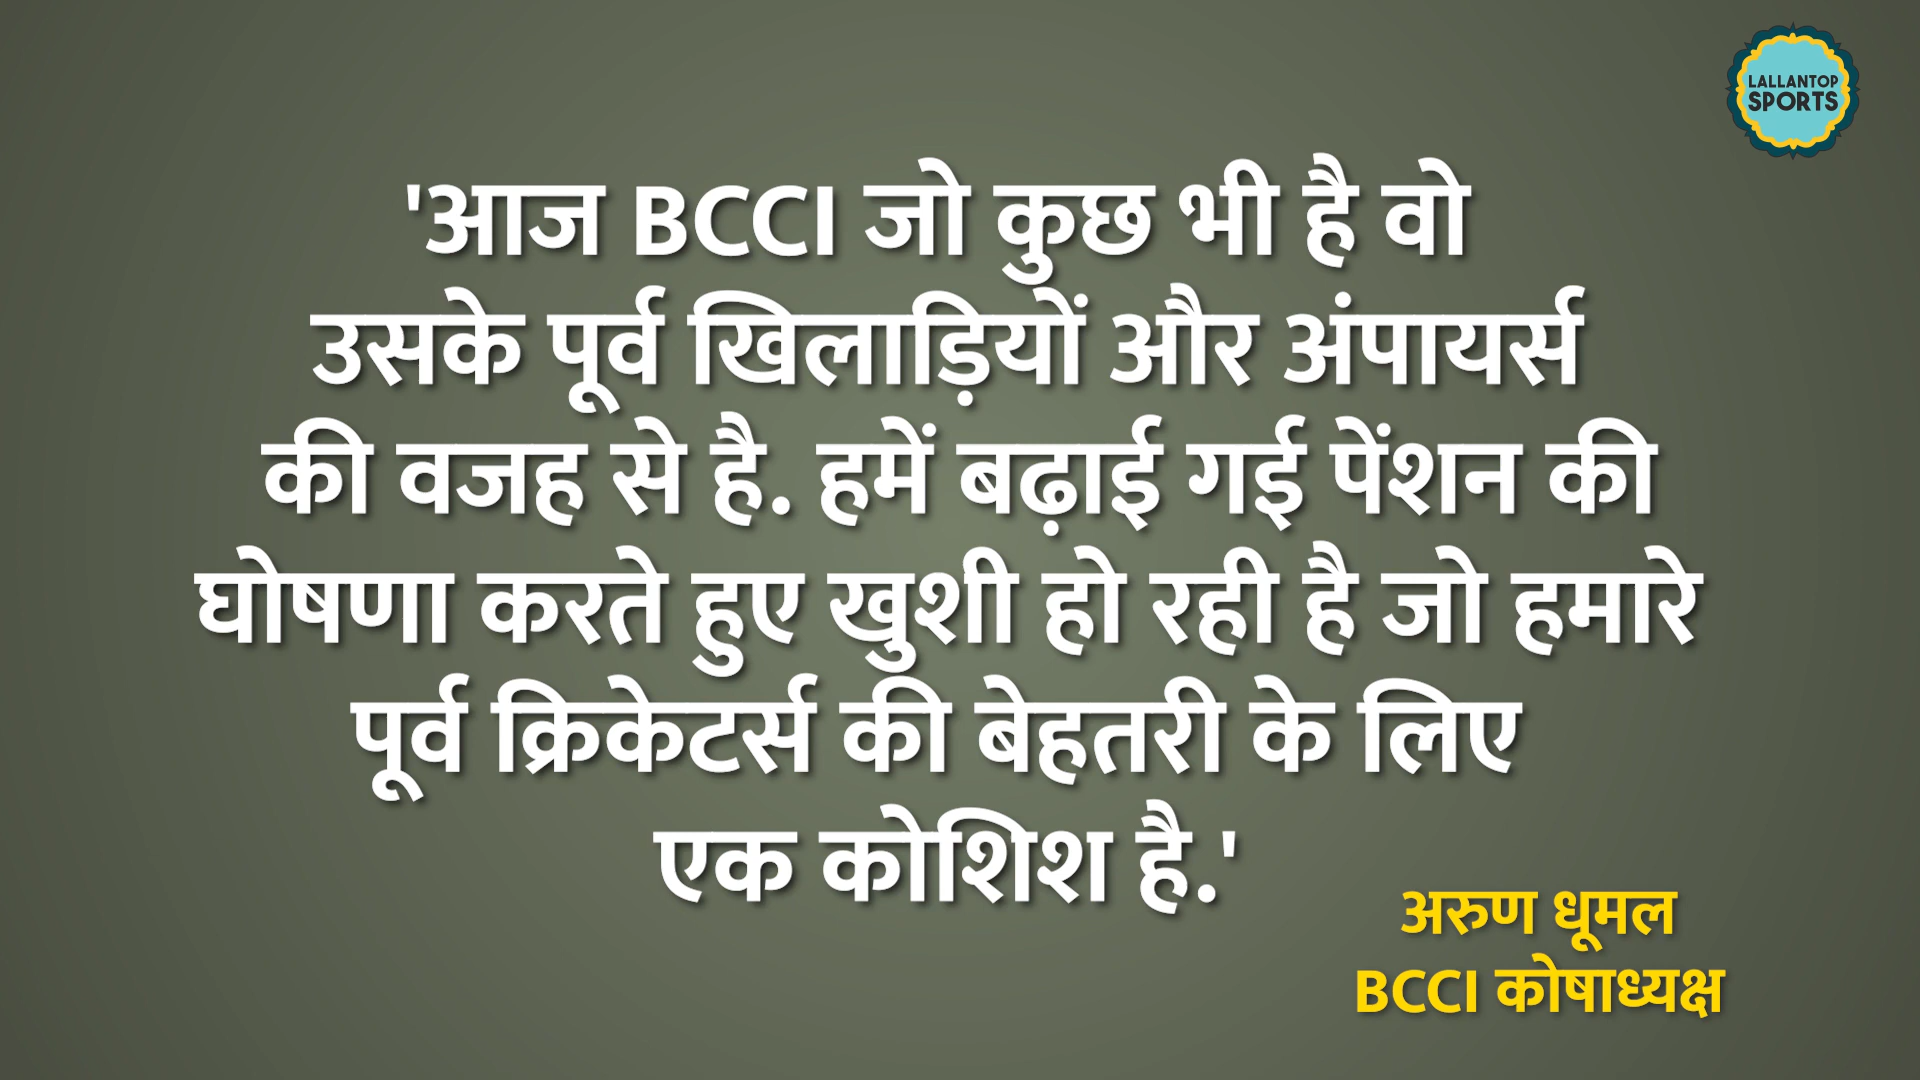 LALLANTOP
SPORTS
'आज BCCI जो कुछ भी है वो
उसके पूर्व खिलाड़ियों और अंपायर्स
की वजह से है. हमें बढ़ाई गई पेंशन की
घोषणा करते हुए खुशी हो रही है जो हमारे
पूर्व क्रिकेटर्स की बेहतरी के लिए
एक कोशिश है.'
अरुण धूमल
BCCI कोषाध्यक्ष